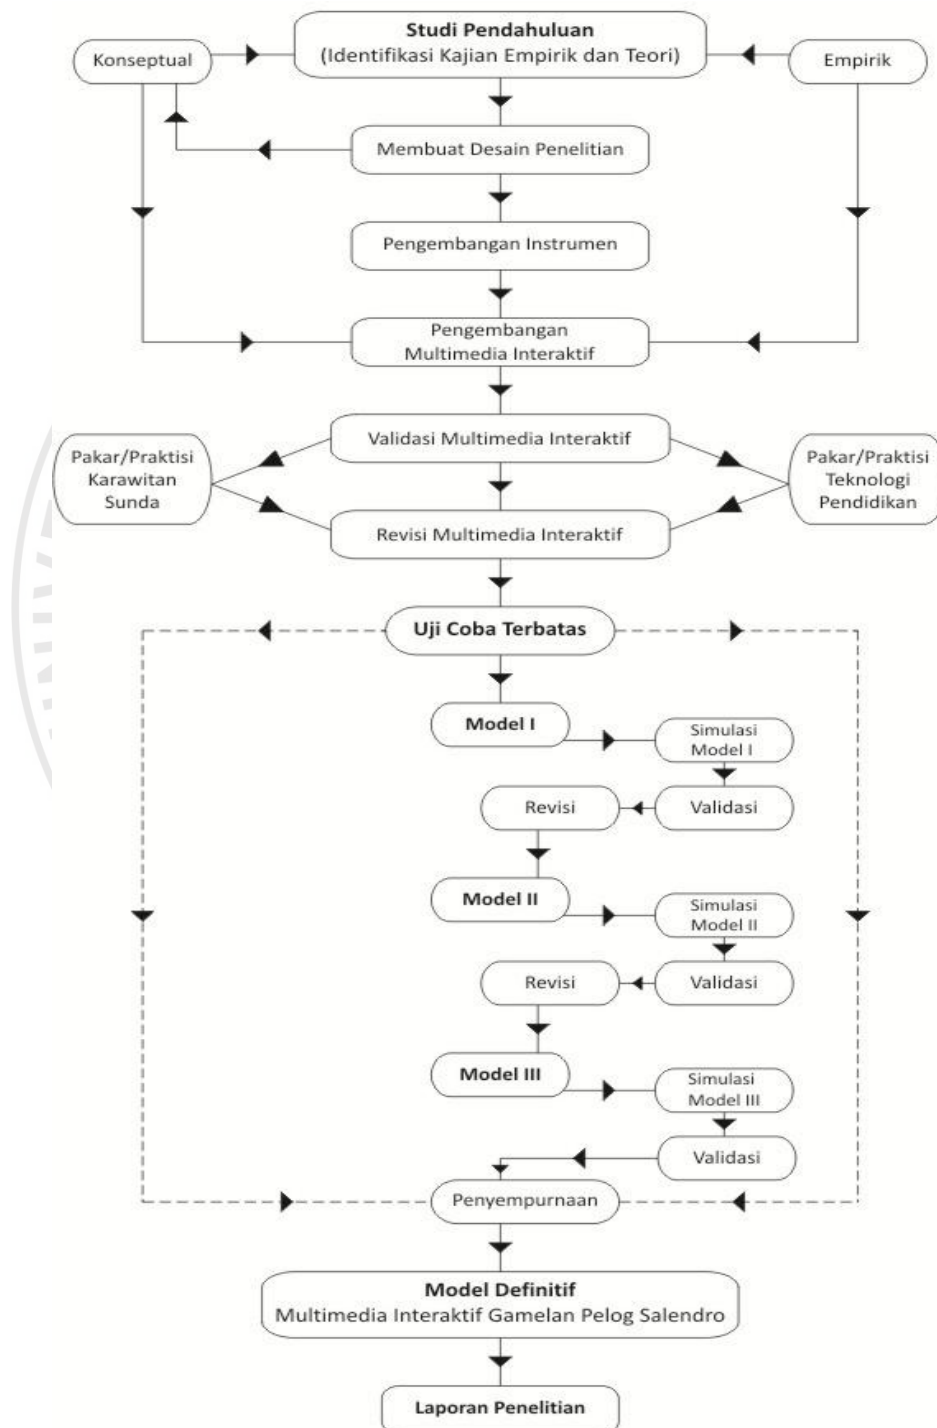 Studi Pendahuluan
(Identifikasi Kajian Empirik dan Teori)
Konseptual
Empirik
Membuat Desain Penelitian
Pengembangan Instrumen
Pengembangan
Multimedia Interaktif
Validasi Multimedia Interaktif
Pakar/Praktisi
Karawitan
Sunda
Pakar/Praktisi
Teknologi
Pendidikan
Revisi Multimedia Interaktif
Uji Coba Terbatas
Model I
Simulasi
Model I
Revisi
Validasi
Model II
Simulasi
Model II
Revisi
Validasi
Model III
Simulasi
Model III
Validasi
Penyempurnaan
Model Definitif
Multimedia Interaktif Gamelan Pelog Salendro
Laporan Penelitian